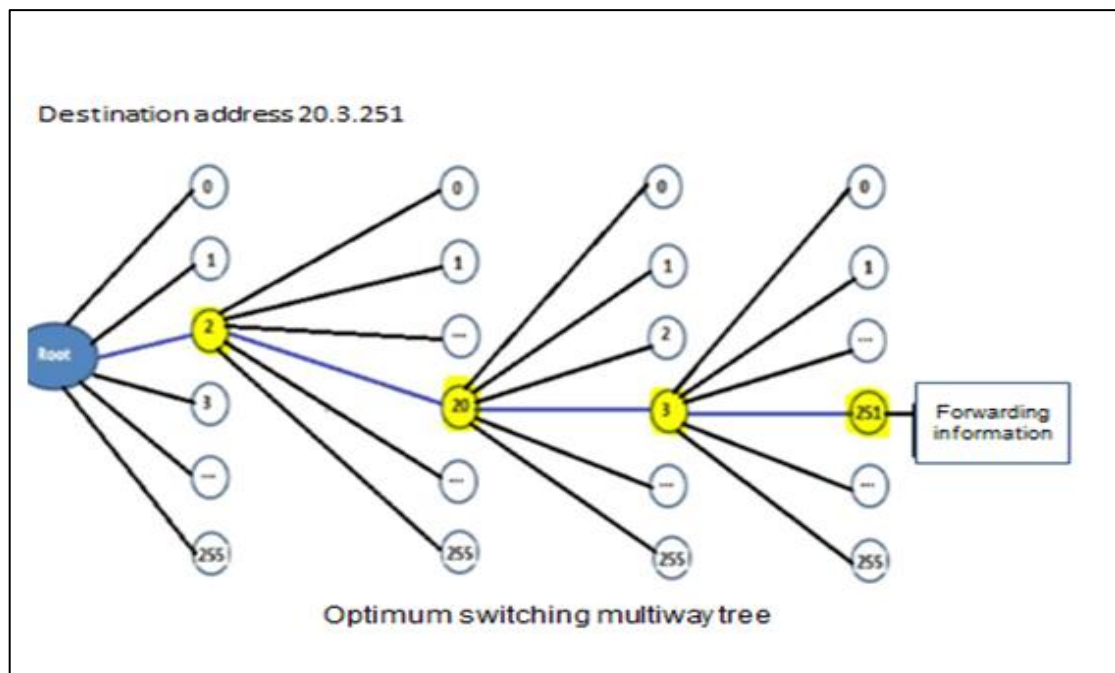 Destination address 20.3.251
0 0 0 0
1 1 1 1
2 --- 2 ---
Root
3 20 3 251
Forwarding
information
--- --- --- ---
255 255 255 255
Optimum switching multiway tree